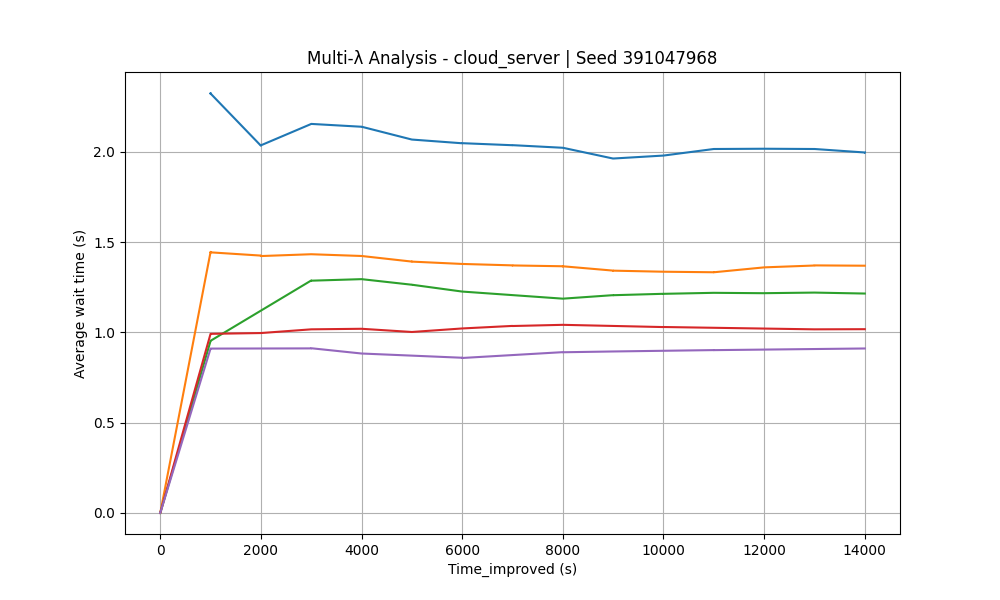 Multi-λ Analysis - cloud_server | Seed 391047968
Average wait time (s)
2.0
1.5
1.0
0.5
0.0
0 2000 4000 6000 8000 10000 12000 14000
Time_improved (s)